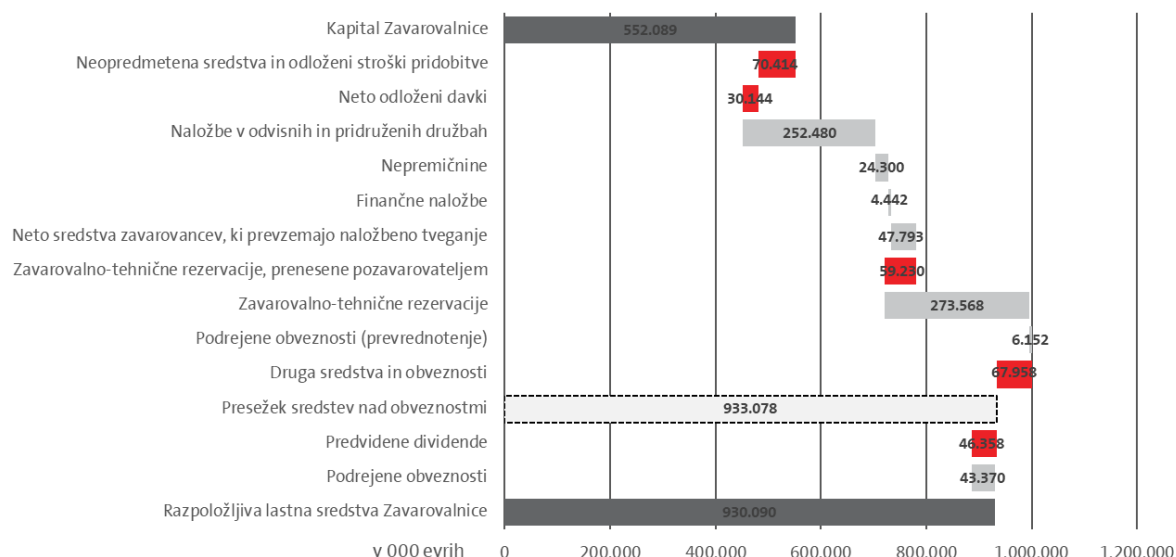 Kapital Zavarovalnice 552.089
Neopredmetena sredstva in odloženi stroški pridobitve 70.414
Neto odloženi davki 30.144
Naložbe v odvisnih in pridruženih družbah 252.480
Nepremičnine 24.300
Finančne naložbe 4.442
Neto sredstva zavarovancev, ki prevzemajo naložbeno tveganje 47.793
Zavarovalno-tehnične rezervacije, prenesene pozavarovateljem 59.230
Zavarovalno-tehnične rezervacije 273.568
Podrejene obveznosti (prevrednotenje) 6.152
Druga sredstva in obveznosti 67.958
Presežek sredstev nad obveznostmi 933.078
Predvidene dividende 46.358
Podrejene obveznosti 43.370
Razpoložljiva lastna sredstva Zavarovalnice 930.090
v 000 evrih 0 200.000 400.000 600.000 800.000 1.000.000 1.200.000